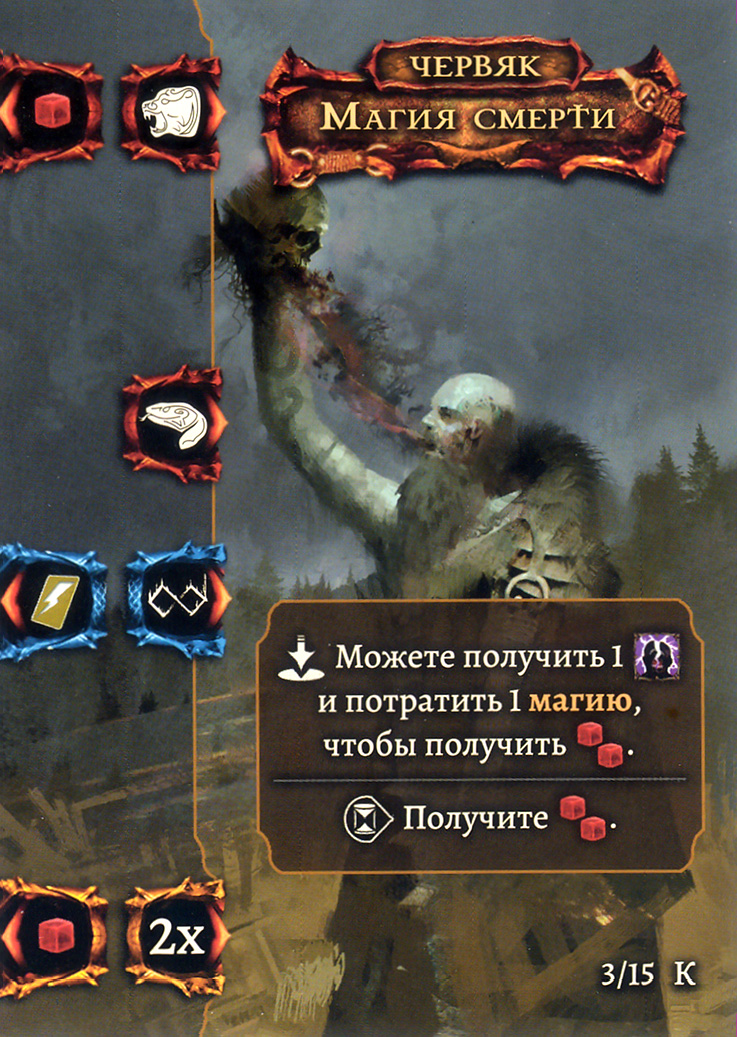 ЧЕРВЯК
МАГИЯ СМЕРТИ
Можете получить 1
и потратить 1 магию,
чтобы получить .
Получите .
2x
3/15 К